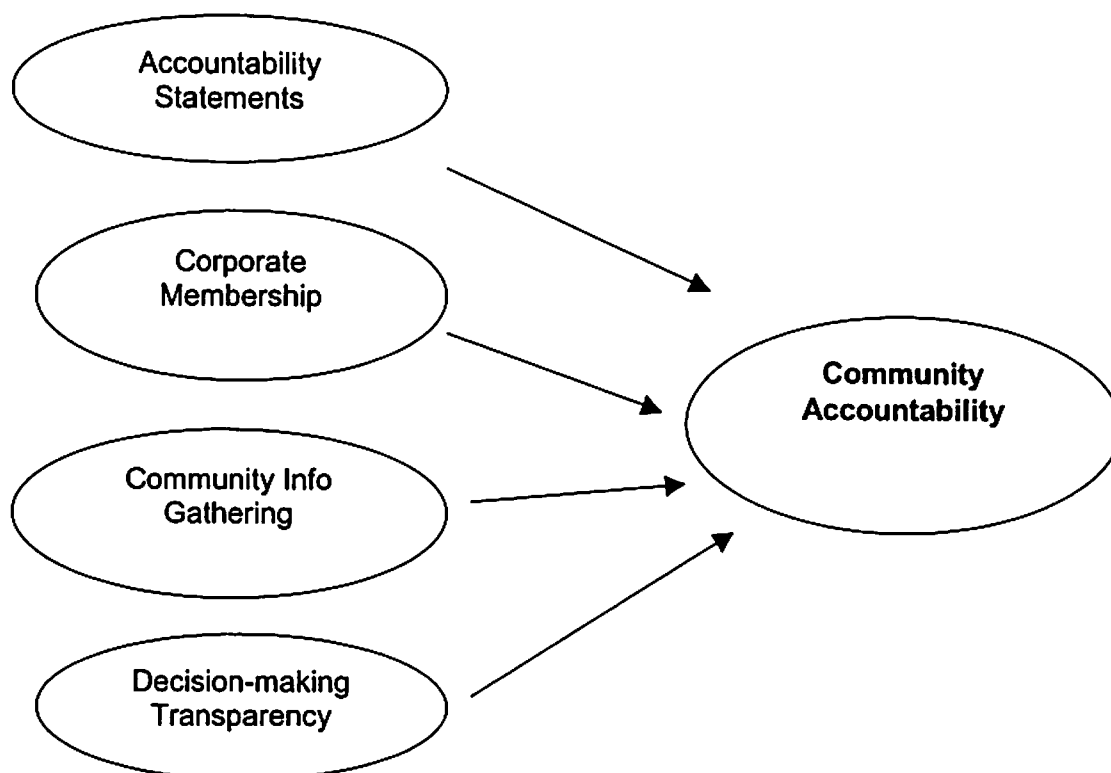 Accountability
Statements
Corporate
Membership
Community
Accountability
Community Info
Gathering
Decision-making
Transparency